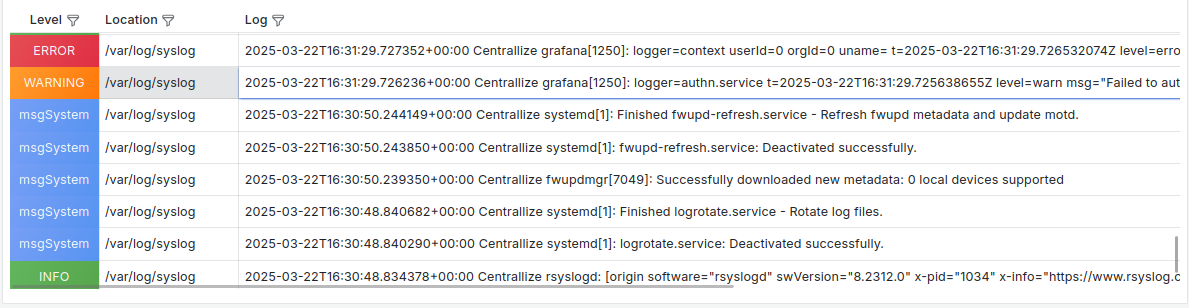 Level Location Log
ERROR /var/log/syslog 2025-03-22T16:31:29.727352+00:00 Centrallize grafana[1250]: logger=context userId=0 orgId=0 uname= t=2025-03-22T16:31:29.726532074Z level=erro
WARNING /var/log/syslog 2025-03-22T16:31:29.726236+00:00 Centrallize grafana[1250]: logger=authn.service t=2025-03-22T16:31:29.725638655Z level=warn msg="Failed to aut
msgSystem /var/log/syslog 2025-03-22T16:30:50.244149+00:00 Centrallize systemd[1]: Finished fwupd-refresh.service - Refresh fwupd metadata and update motd.
msgSystem /var/log/syslog 2025-03-22T16:30:50.243850+00:00 Centrallize systemd[1]: fwupd-refresh.service: Deactivated successfully.
msgSystem /var/log/syslog 2025-03-22T16:30:50.239350+00:00 Centrallize fwupdmgr[7049]: Successfully downloaded new metadata: 0 local devices supported
msgSystem /var/log/syslog 2025-03-22T16:30:48.840682+00:00 Centrallize systemd[1]: Finished logrotate.service - Rotate log files.
msgSystem /var/log/syslog 2025-03-22T16:30:48.840290+00:00 Centrallize systemd[1]: logrotate.service: Deactivated successfully.
INFO /var/log/syslog 2025-03-22T16:30:48.834378+00:00 Centrallize rsyslogd: [origin software="rsyslogd" swVersion="8.2312.0" x-pid="1034" x-info="https://www.rsyslog.c